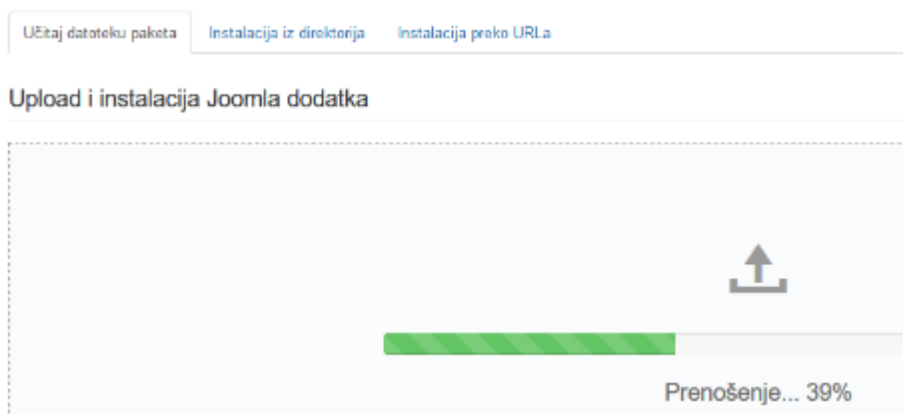 Učitaj datoteku paketa Instalacija iz direktorija Instalacija preko URLa
Upload i instalacija Joomla dodatka
Prenošenje... 39%